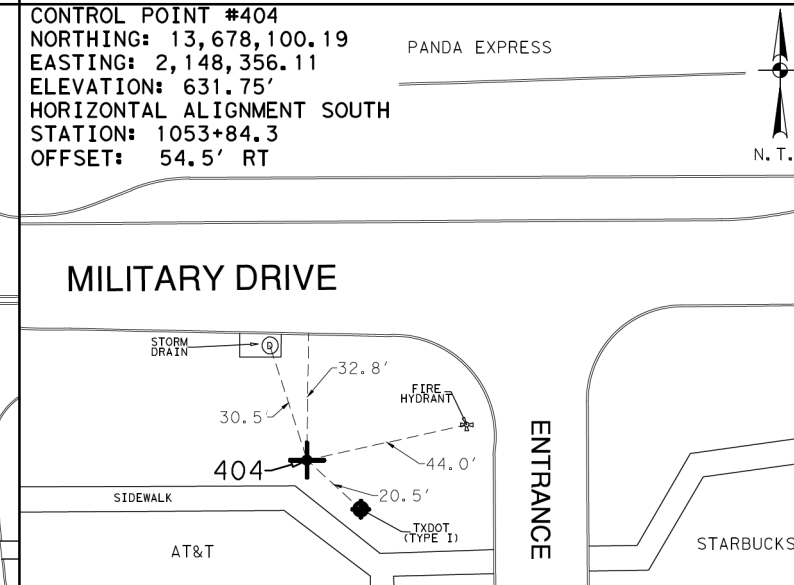 CONTROL POINT #404
NORTHING: 13,678,100.19
EASTING: 2,148,356.11
ELEVATION: 631.75'
HORIZONTAL ALIGNMENT SOUTH
STATION: 1053+84.3
OFFSET: 54.5' RT
PANDA EXPRESS
N.T.
MILITARY DRIVE
STORM
DRAIN
D
32.8'
FIRE
HYDRANT
30.5'
404
44.0'
20.5'
SIDEWALK
TXDOT
(TYPE I)
ENTRANCE
AT&T
STARBUCKS